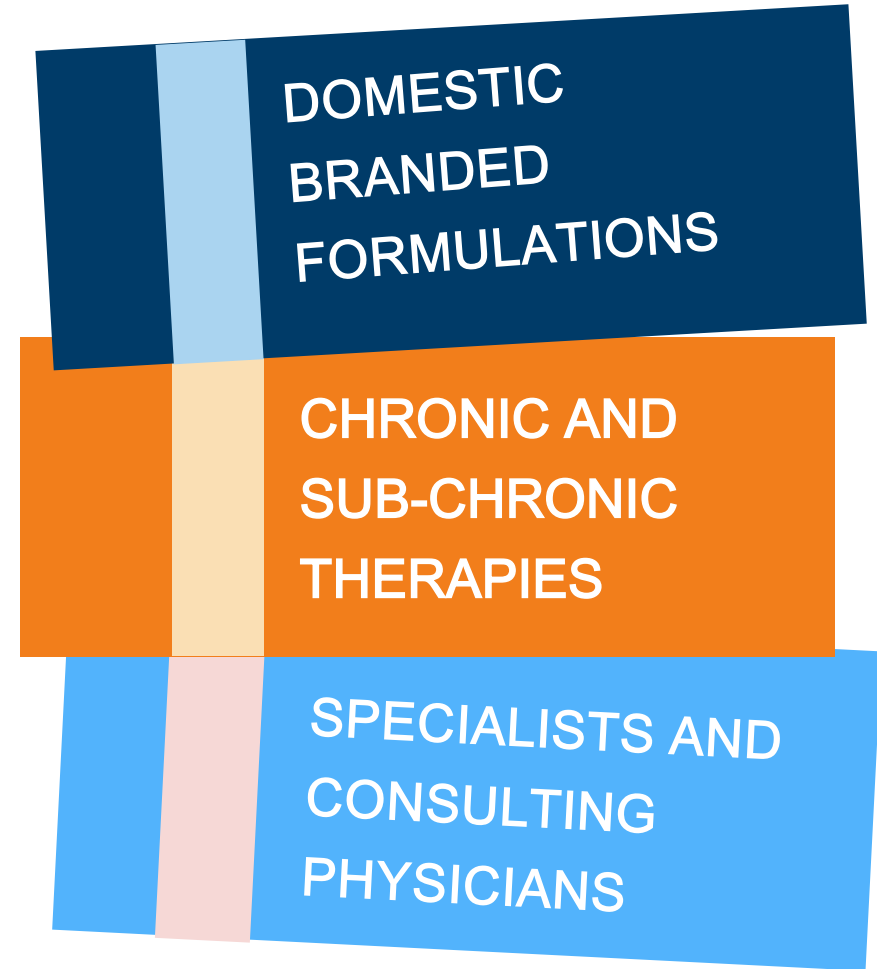 DOMESTIC
BRANDED
FORMULATIONS
CHRONIC AND
SUB-CHRONIC
THERAPIES
SPECIALISTS AND
CONSULTING
PHYSICIANS